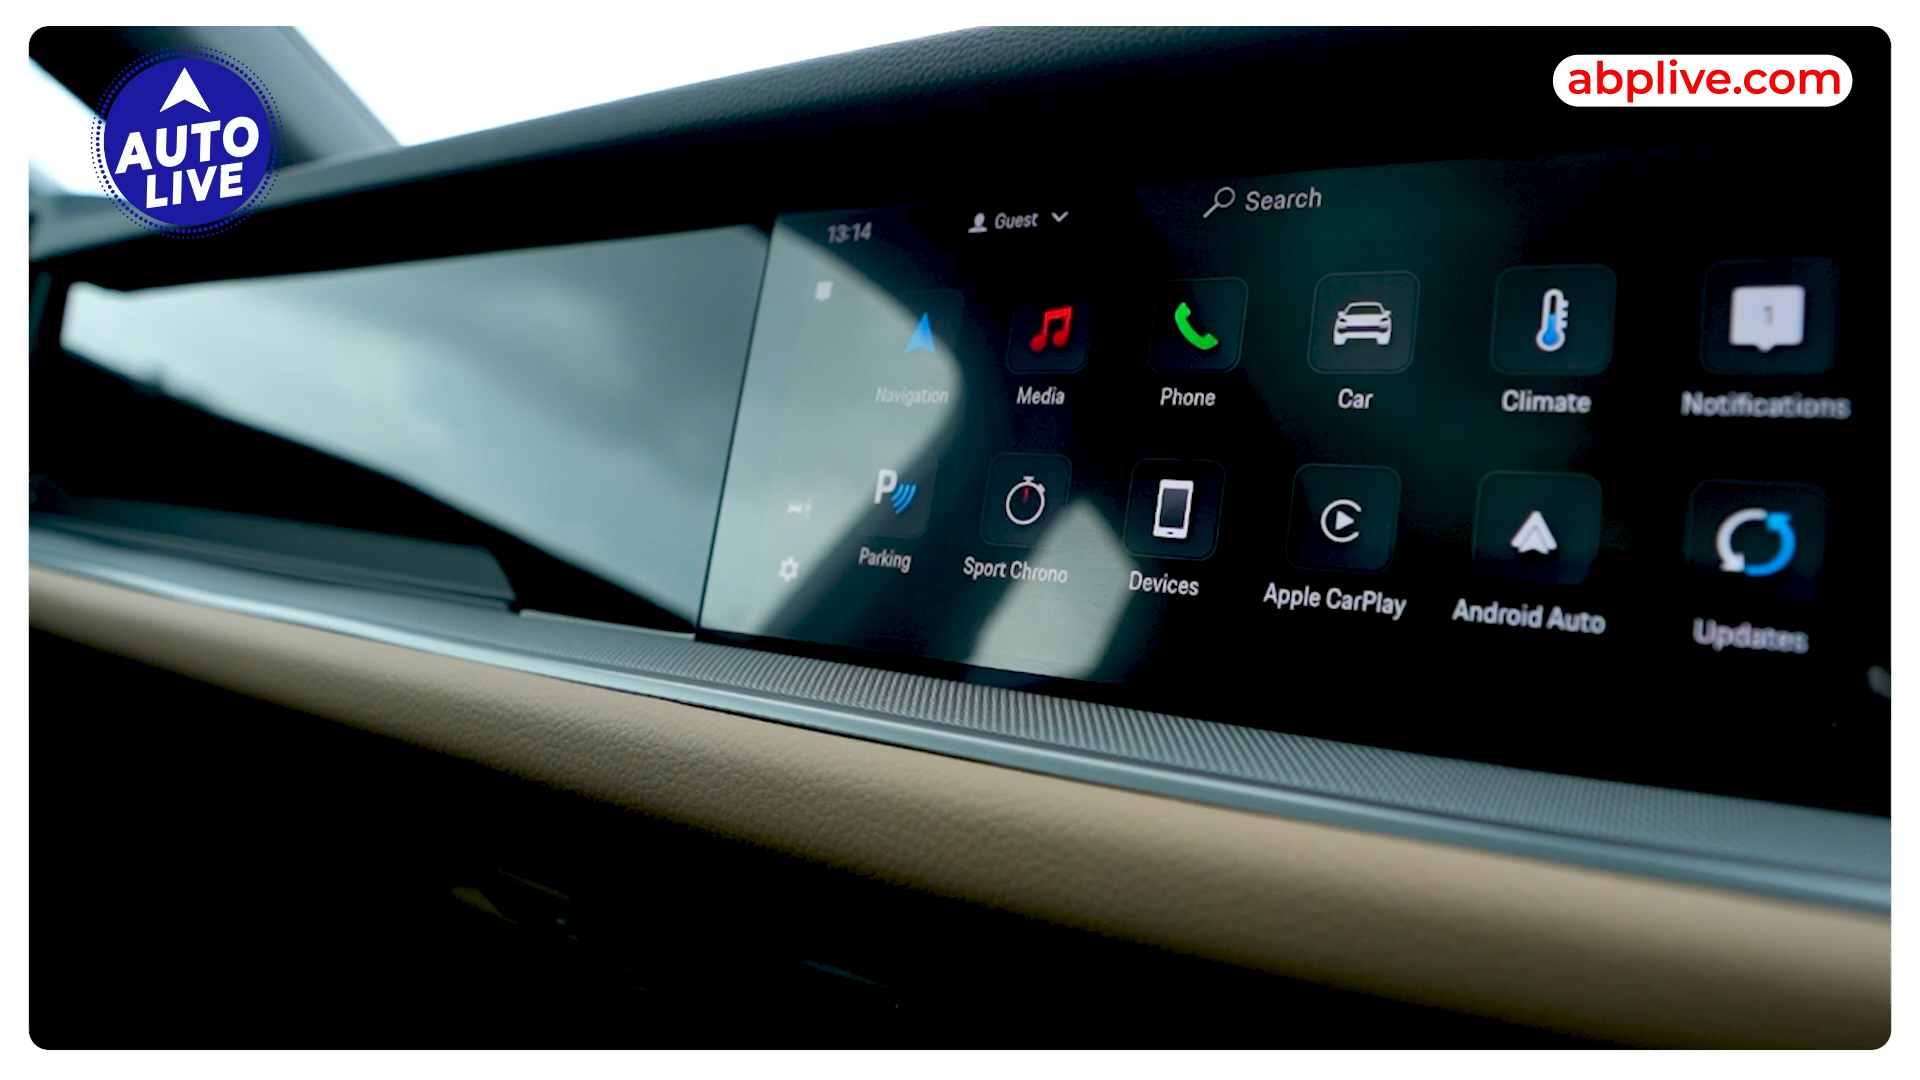 AUTO
LIVE
abplive.com
13:14
Guest
Search
Navigation
Media
Phone
Car
Climate
1
Notifications
P
Parking
Sport Chrono
Devices
Apple CarPlay
Android Auto
Updates